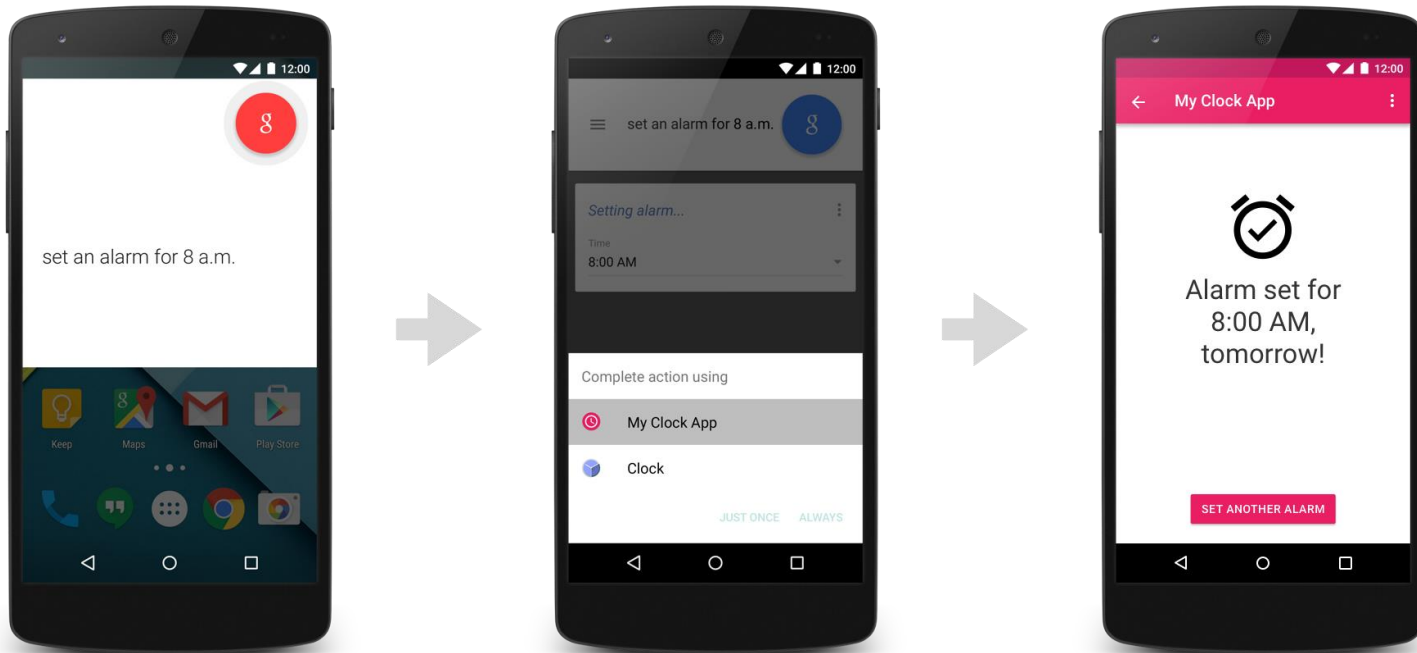 12:00
g
set an alarm for 8 a.m.
g
Keep
Maps
Gmail
Play Store
12:00
set an alarm for 8 a.m.
g
Setting alarm...
Time
8:00 AM
Complete action using
My Clock App
Clock
JUST ONCE ALWAYS
12:00
My Clock App
Alarm set for
8:00 AM,
tomorrow!
SET ANOTHER ALARM